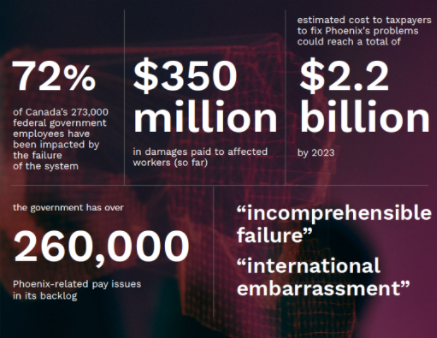 72%
of Canada's 273,000
federal government
employees have
been impacted by
the failure
of the system
$350
million
in damages paid to affected
workers (so far)
estimated cost to taxpayers
to fix Phoenix's problems
could reach a total of
$2.2
billion
by 2023
the government has over
260,000
Phoenix-related pay issues
in its backlog
“incomprehensible
failure”
“international
embarrassment”